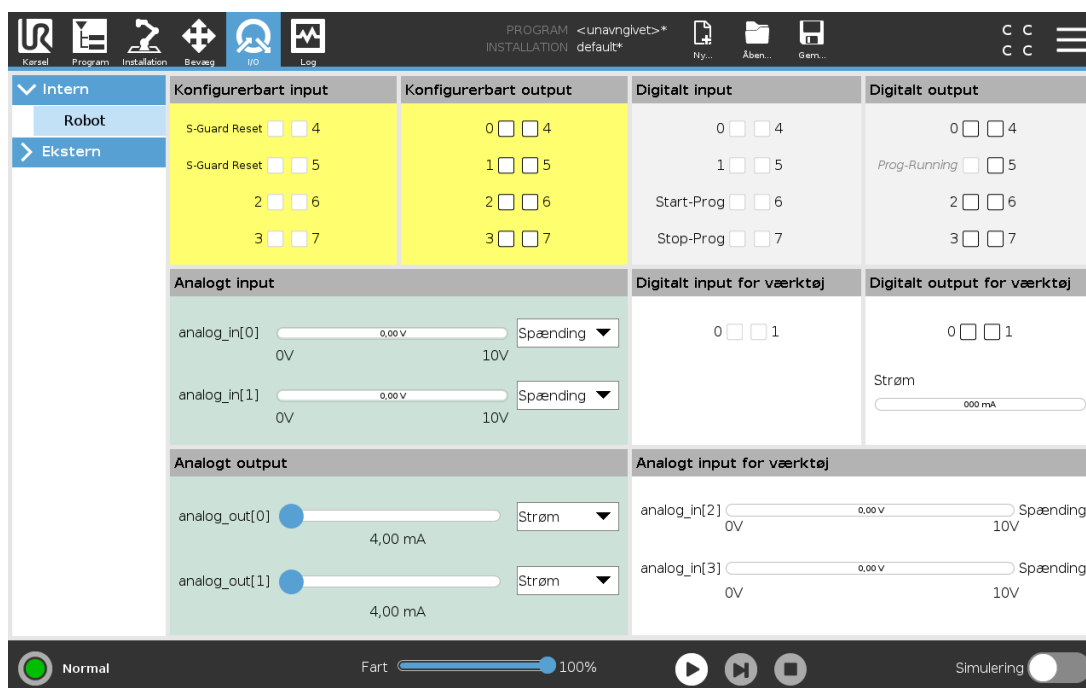 UR
PROGRAM <unavngivet>*
INSTALLATION default*
Kørsel Program Installation Bevæg I/O Log
Ny... Åben... Gem...
C C
C C
Intern
Robot
Ekstern
Konfigurerbart input
S-Guard Reset 4
S-Guard Reset 5
2 6
3 7
Konfigurerbart output
0 4
1 5
2 6
3 7
Digitalt input
0 4
1 5
Start-Prog 6
Stop-Prog 7
Digitalt output
0 4
Prog-Running 5
2 6
3 7
Analogt input
analog_in[0] 0,00 V Spænding
0V 10V
analog_in[1] 0,00 V Spænding
0V 10V
Digitalt input for værktøj
0 1
Digitalt output for værktøj
0 1
Strøm
000 mA
Analogt output
analog_out[0] Strøm
4,00 mA
analog_out[1] Strøm
4,00 mA
Analogt input for værktøj
analog_in[2] 0,00 V Spænding
0V 10V
analog_in[3] 0,00 V Spænding
0V 10V
Normal
Fart 100%
Simulering